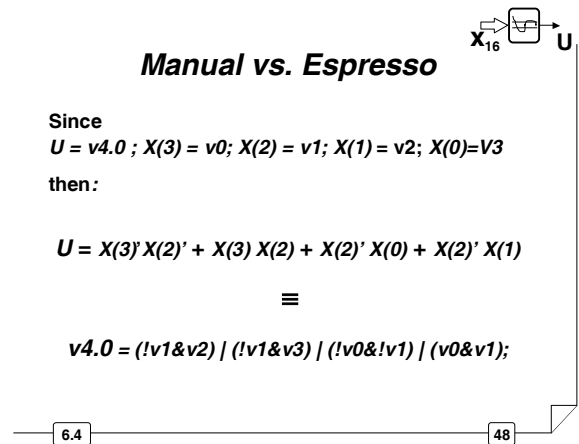 X16
U
Manual vs. Espresso
Since
U = v4.0 ; X(3) = v0; X(2) = v1; X(1) = v2; X(0)=V3
then:
U = X(3)' X(2)' + X(3) X(2) + X(2)' X(0) + X(2)' X(1)
≡
v4.0 = (!v1&v2) | (!v1&v3) | (!v0&!v1) | (v0&v1);
6.4
48